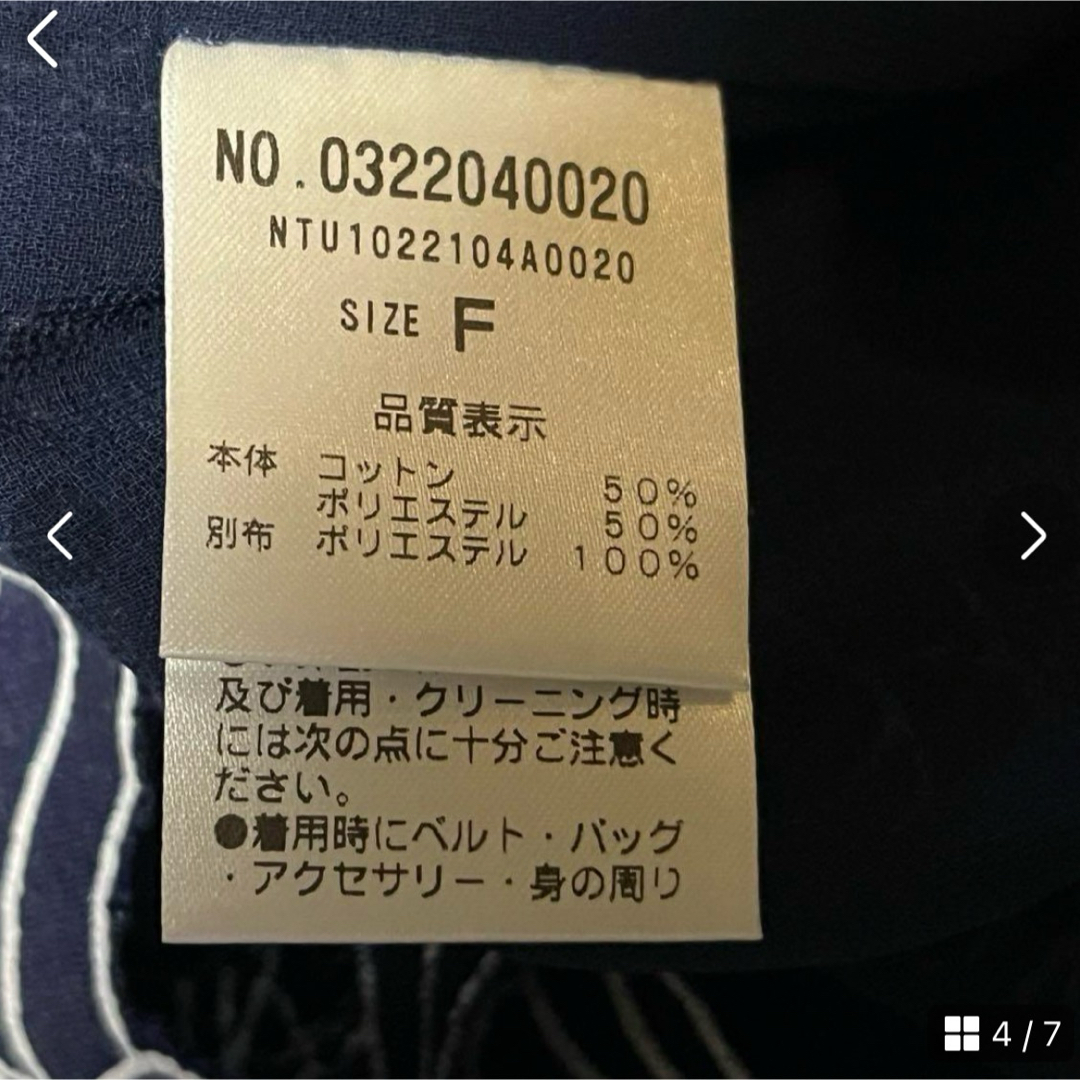 NO.0322040020
NTU1022104A0020
SIZE F
品質表示
本体 コットン 50%
ポリエステル 50%
別布 ポリエステル 100%
及び着用・クリーニング時
には次の点に十分ご注意く
ださい。
●着用時にベルト・バッグ
・アクセサリー・身の周り
4 / 7